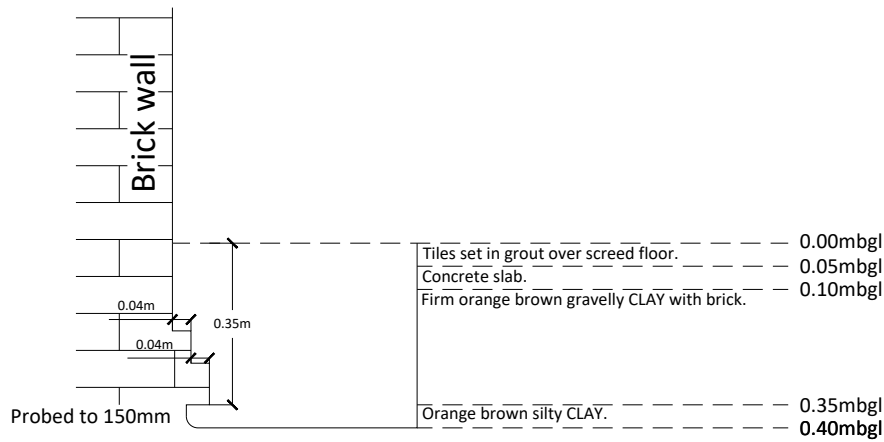 Brick wall
0.00mbgl
Tiles set in grout over screed floor.
0.05mbgl
Concrete slab.
0.10mbgl
Firm orange brown gravelly CLAY with brick.
0.04m
0.35m
0.04m
0.35mbgl
Probed to 150mm
Orange brown silty CLAY.
0.40mbgl